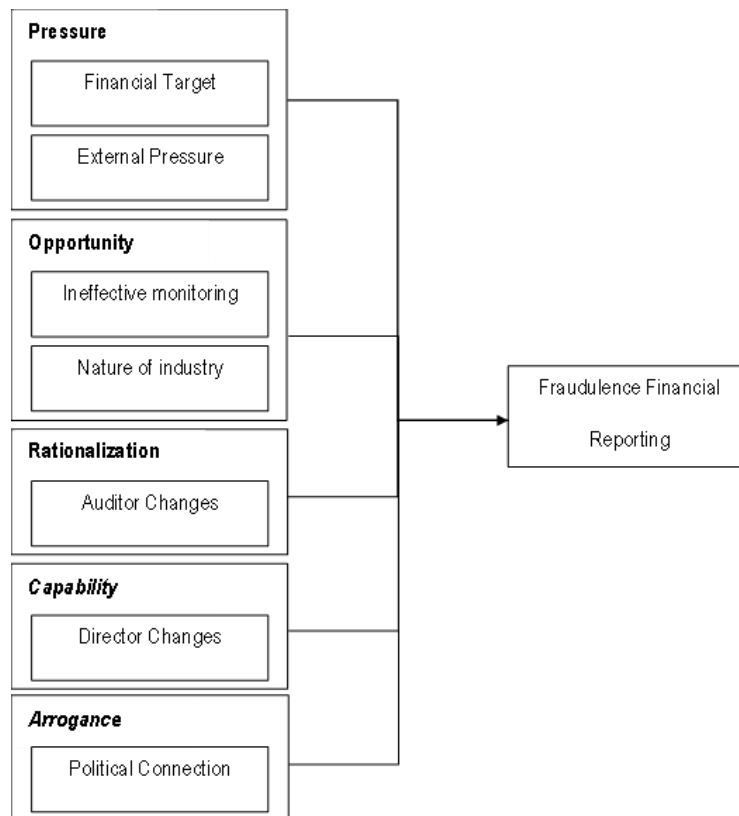 Pressure
Financial Target
External Pressure
Opportunity
Ineffective monitoring
Nature of industry
Rationalization
Auditor Changes
Capability
Director Changes
Arrogance
Political Connection
Fraudulence Financial
Reporting